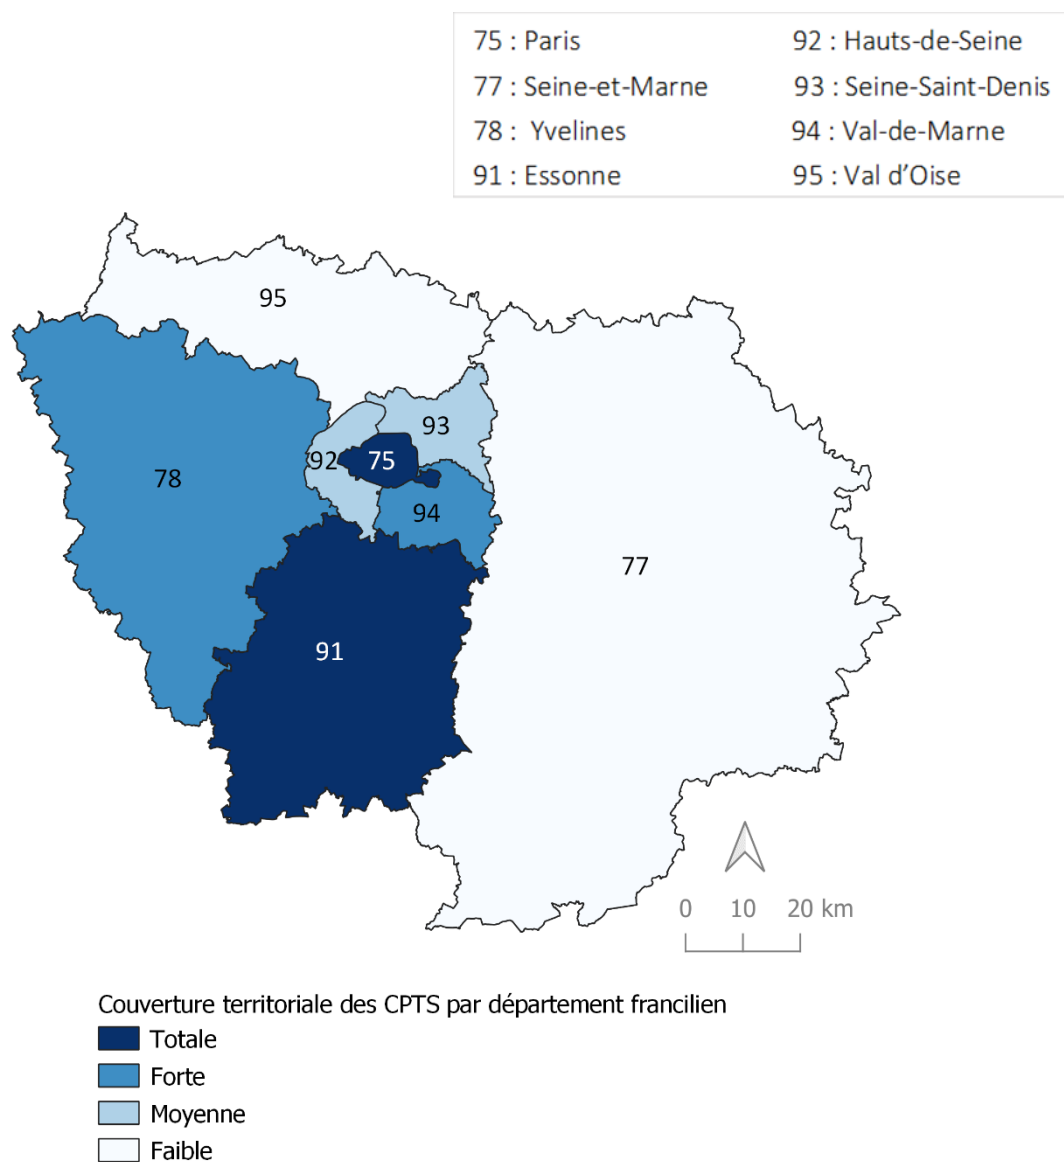 75 : Paris
92 : Hauts-de-Seine
77 : Seine-et-Marne
93 : Seine-Saint-Denis
78 : Yvelines
94 : Val-de-Marne
91 : Essonne
95 : Val d'Oise
95
93
92
75
78
94
77
91
0 10 20 km
Couverture territoriale des CPTS par département francilien
Totale
Forte
Moyenne
Faible